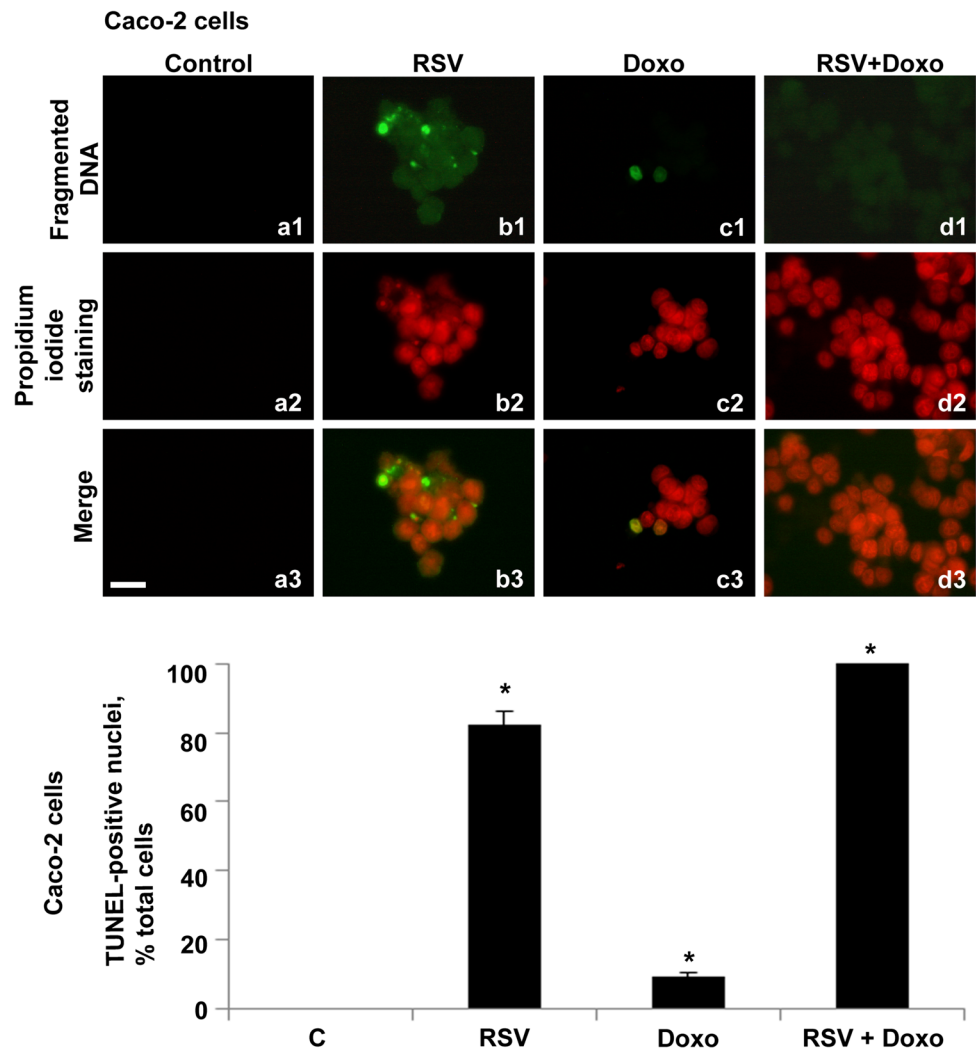 Caco-2 cells
Control RSV Doxo RSV+Doxo
Fragmented
DNA
a1 b1 c1 d1
Propidium
iodide
staining
a2 b2 c2 d2
Merge
a3 b3 c3 d3
Caco-2 cells
TUNEL-positive nuclei,
% total cells
100
80
60
40
20
0
* * *
C RSV Doxo RSV + Doxo